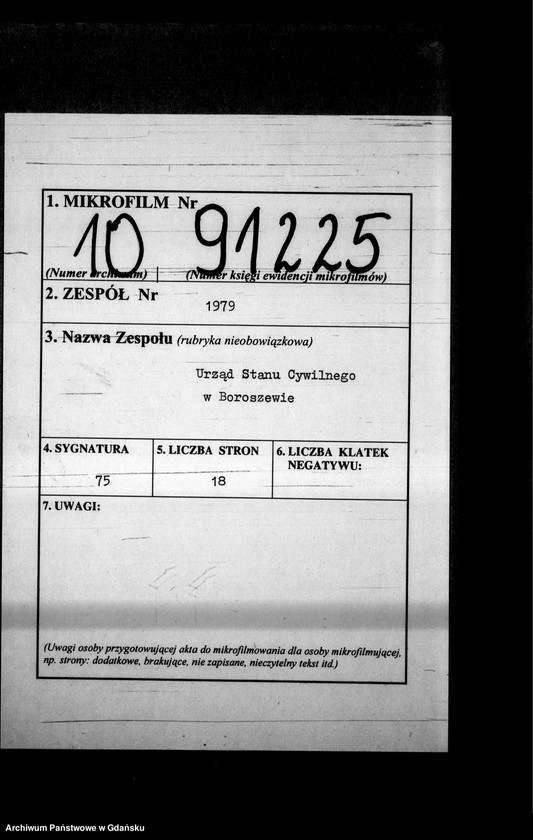 1. MIKROFILM Nr
10 91225
(Numer archiwum) (Numer księgi ewidencji mikrofilmów)
2. ZESPÓŁ Nr
1979
3. Nazwa Zespołu (rubryka nieobowiązkowa)
Urząd Stanu Cywilnego
w Boroszewie
4. SYGNATURA 5. LICZBA STRON 6. LICZBA KLATEK
NEGATYWU:
75 18
7. UWAGI:
(Uwagi osoby przygotowującej akta do mikrofilmowania dla osoby mikrofilmującej,
np. strony: dodatkowe, brakujące, nie zapisane, nieczytelny tekst itd.)
Archiwum Państwowe w Gdańsku